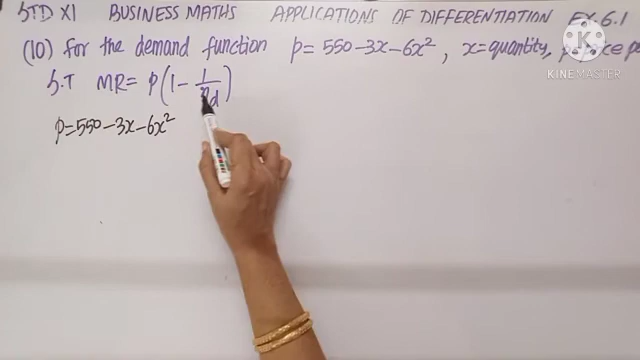 STD XI BUSINESS MATHS APPLICATIONS OF DIFFERENTIATION EX 6.1
(10) for the demand function p = 550-3x-6x², x=quantity,
S.T MR = p(1 - 1/ηd)
p=550-3x-6x²
KINEMASTER